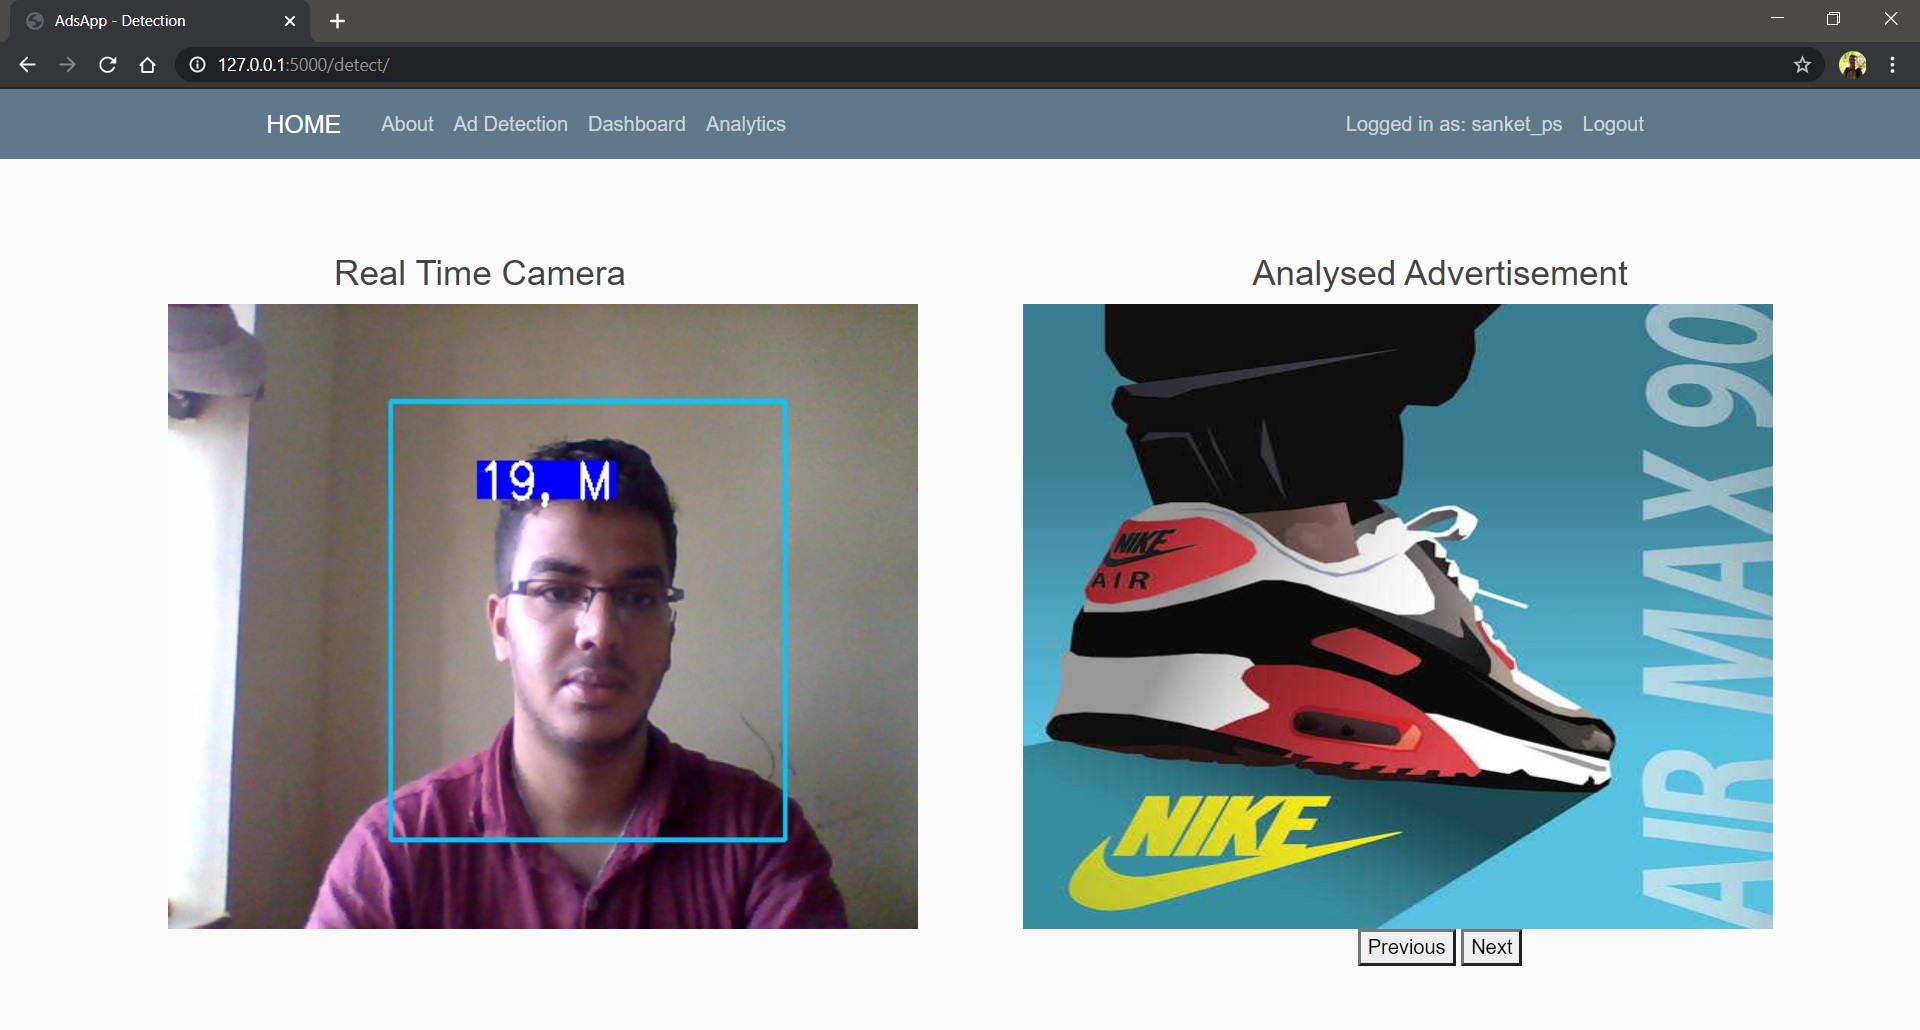 AdsApp - Detection
127.0.0.1:5000/detect/
HOME About Ad Detection Dashboard Analytics Logged in as: sanket_ps Logout
Real Time Camera
19, M
Analysed Advertisement
NIKE
AIR
AIR MAX 90
NIKE
Previous Next